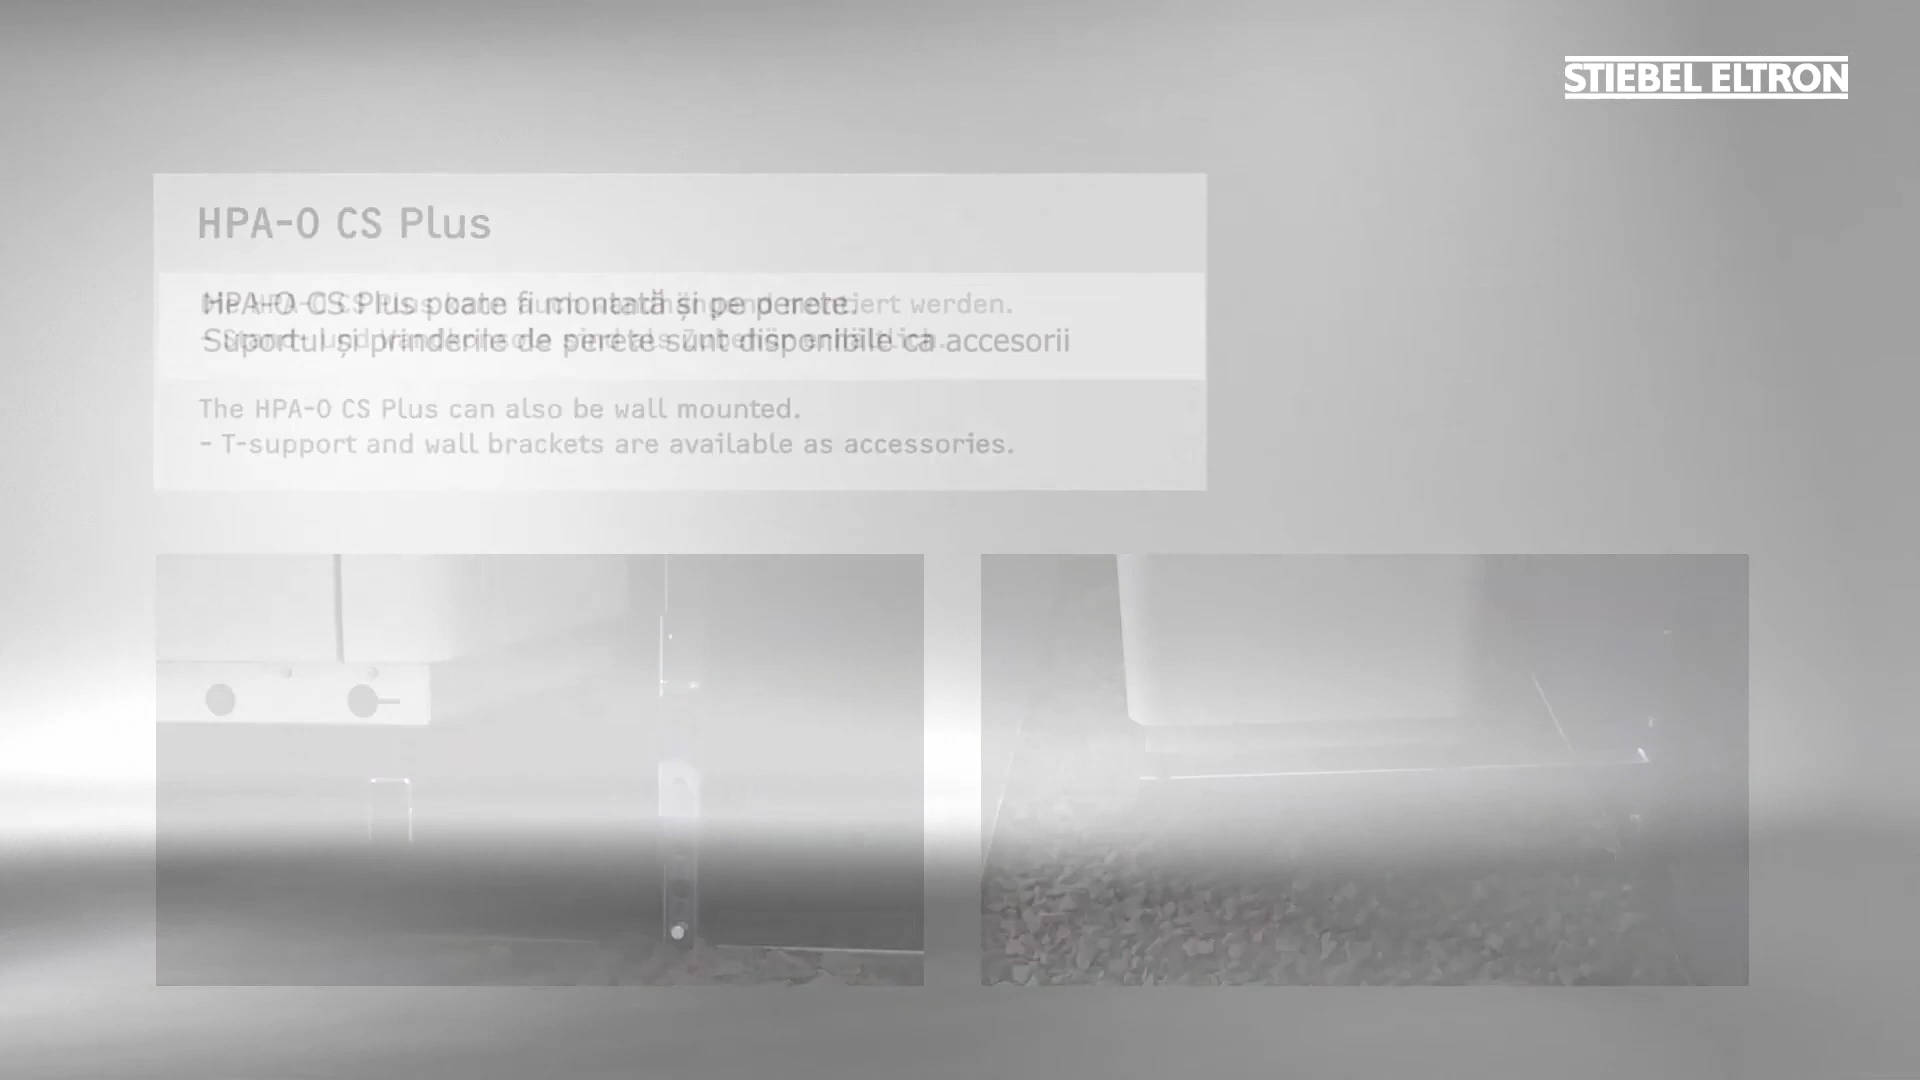 STIEBEL ELTRON
HPA-O CS Plus
HPA-O CS Plus poate fi montată și pe perete.
werden.
Suportul și prinderile de perete sunt disponibile ca accesorii
The HPA-O CS Plus can also be wall mounted.
- T-support and wall brackets are available as accessories.